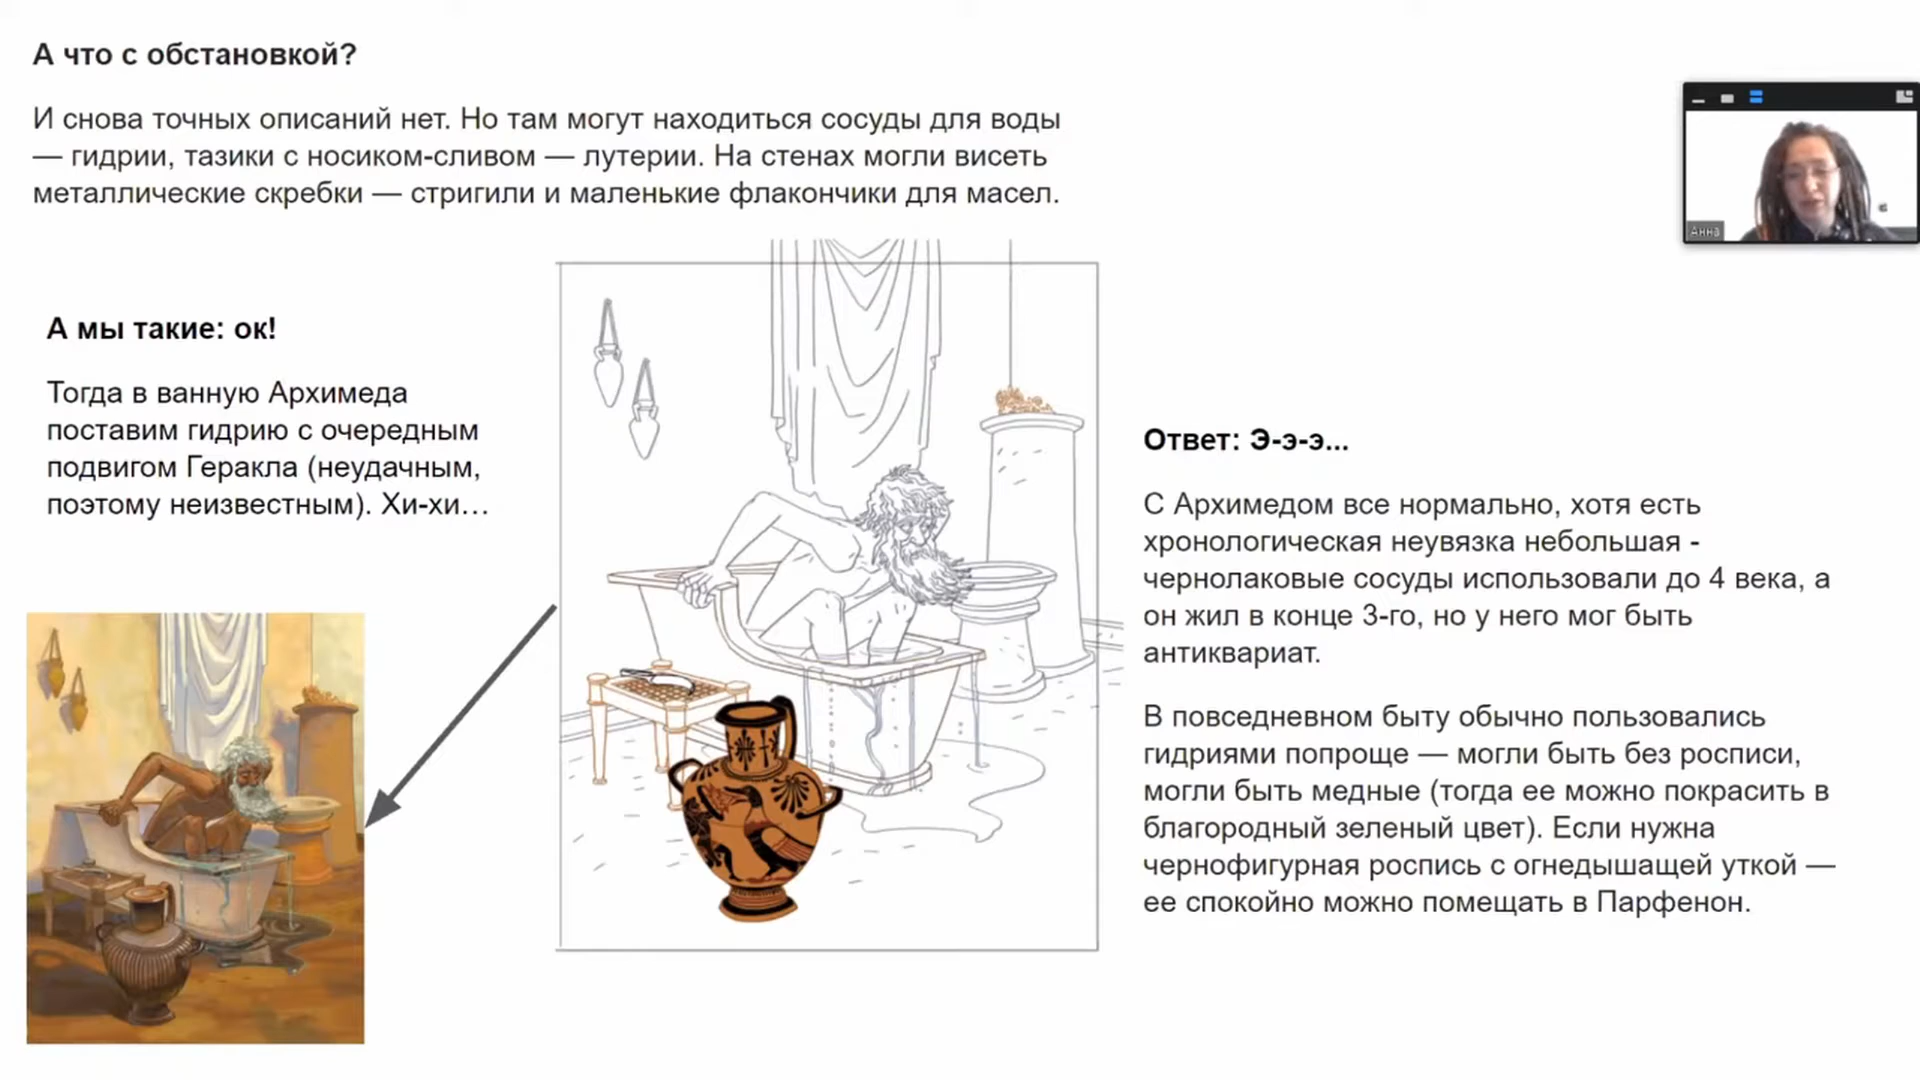 А что с обстановкой?
И снова точных описаний нет. Но там могут находиться сосуды для воды
— гидрии, тазики с носиком-сливом — лутерии. На стенах могли висеть
металлические скребки — стригили и маленькие флакончики для масел.
А мы такие: ок!
Тогда в ванную Архимеда
поставим гидрию с очередным
подвигом Геракла (неудачным,
поэтому неизвестным). Хи-хи…
Ответ: Э-э-э...
С Архимедом все нормально, хотя есть
хронологическая неувязка небольшая -
чернолаковые сосуды использовали до 4 века, а
он жил в конце 3-го, но у него мог быть
антиквариат.
В повседневном быту обычно пользовались
гидриями попроще — могли быть без росписи,
могли быть медные (тогда ее можно покрасить в
благородный зеленый цвет). Если нужна
чернофигурная роспись с огнедышащей уткой —
ее спокойно можно помещать в Парфенон.
Анна